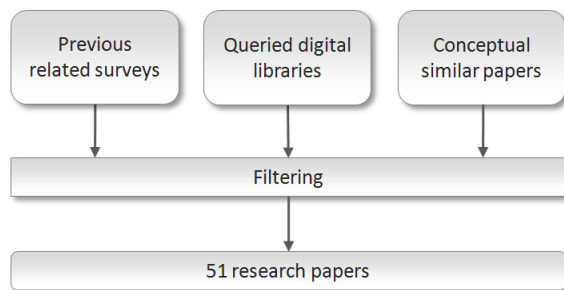 Previous
related surveys
Queried digital
libraries
Conceptual
similar papers
Filtering
51 research papers